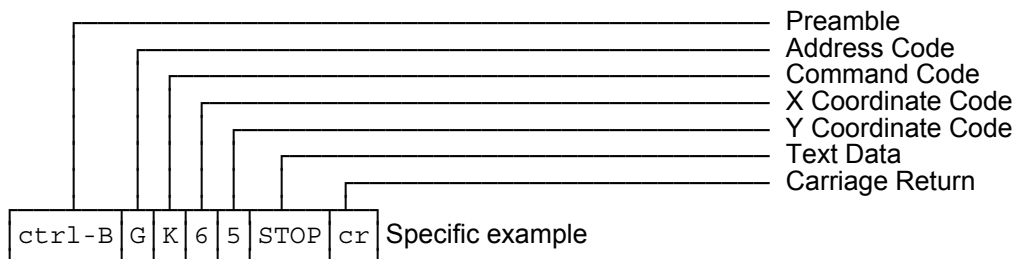 Preamble
Address Code
Command Code
X Coordinate Code
Y Coordinate Code
Text Data
Carriage Return
ctrl-B G K 6 5 STOP cr Specific example